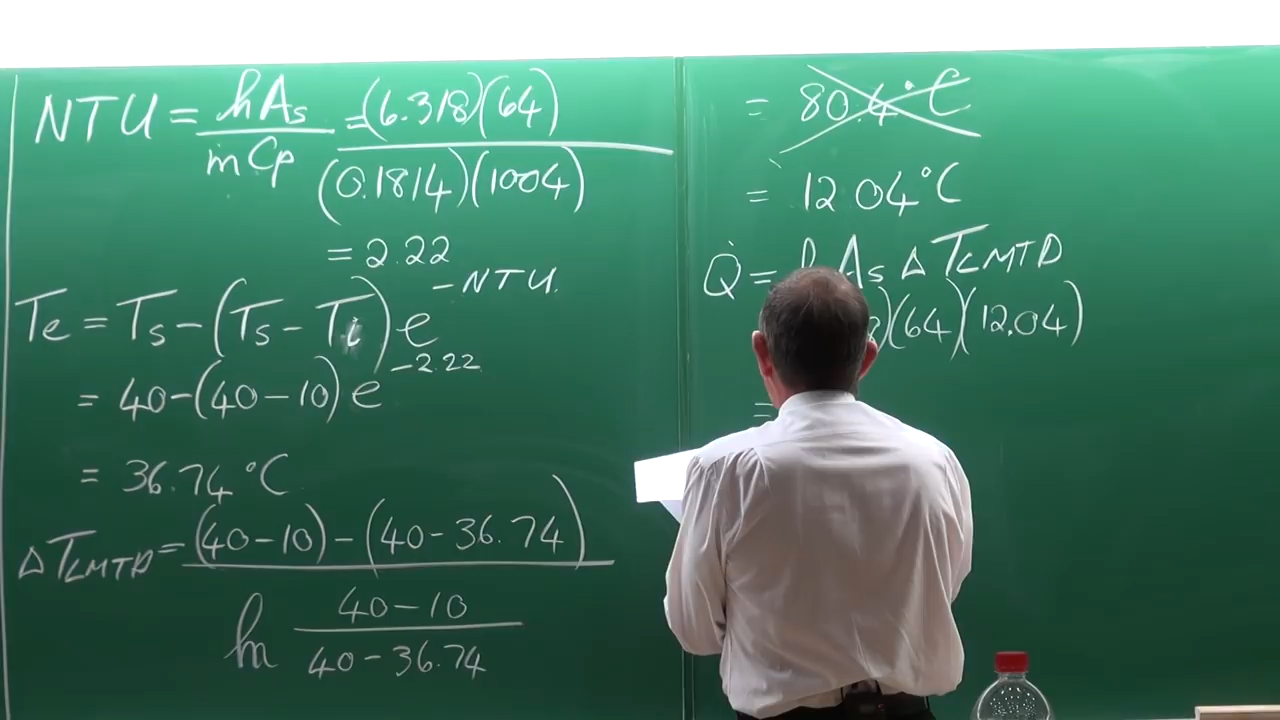 NTU = hAs / ṁCp = (6.318)(64) / (0.1814)(1004)
= 2.22
Te = Ts - (Ts - Ti) e^-NTU
= 40 - (40 - 10) e^-2.22
= 36.74 °C
ΔTLMTD = (40 - 10) - (40 - 36.74)
ln (40 - 10) / (40 - 36.74)
= 80.4 °C
= 12 04 °C
Q̇ = h As ΔTLMTD
)(64)(12.04)
=